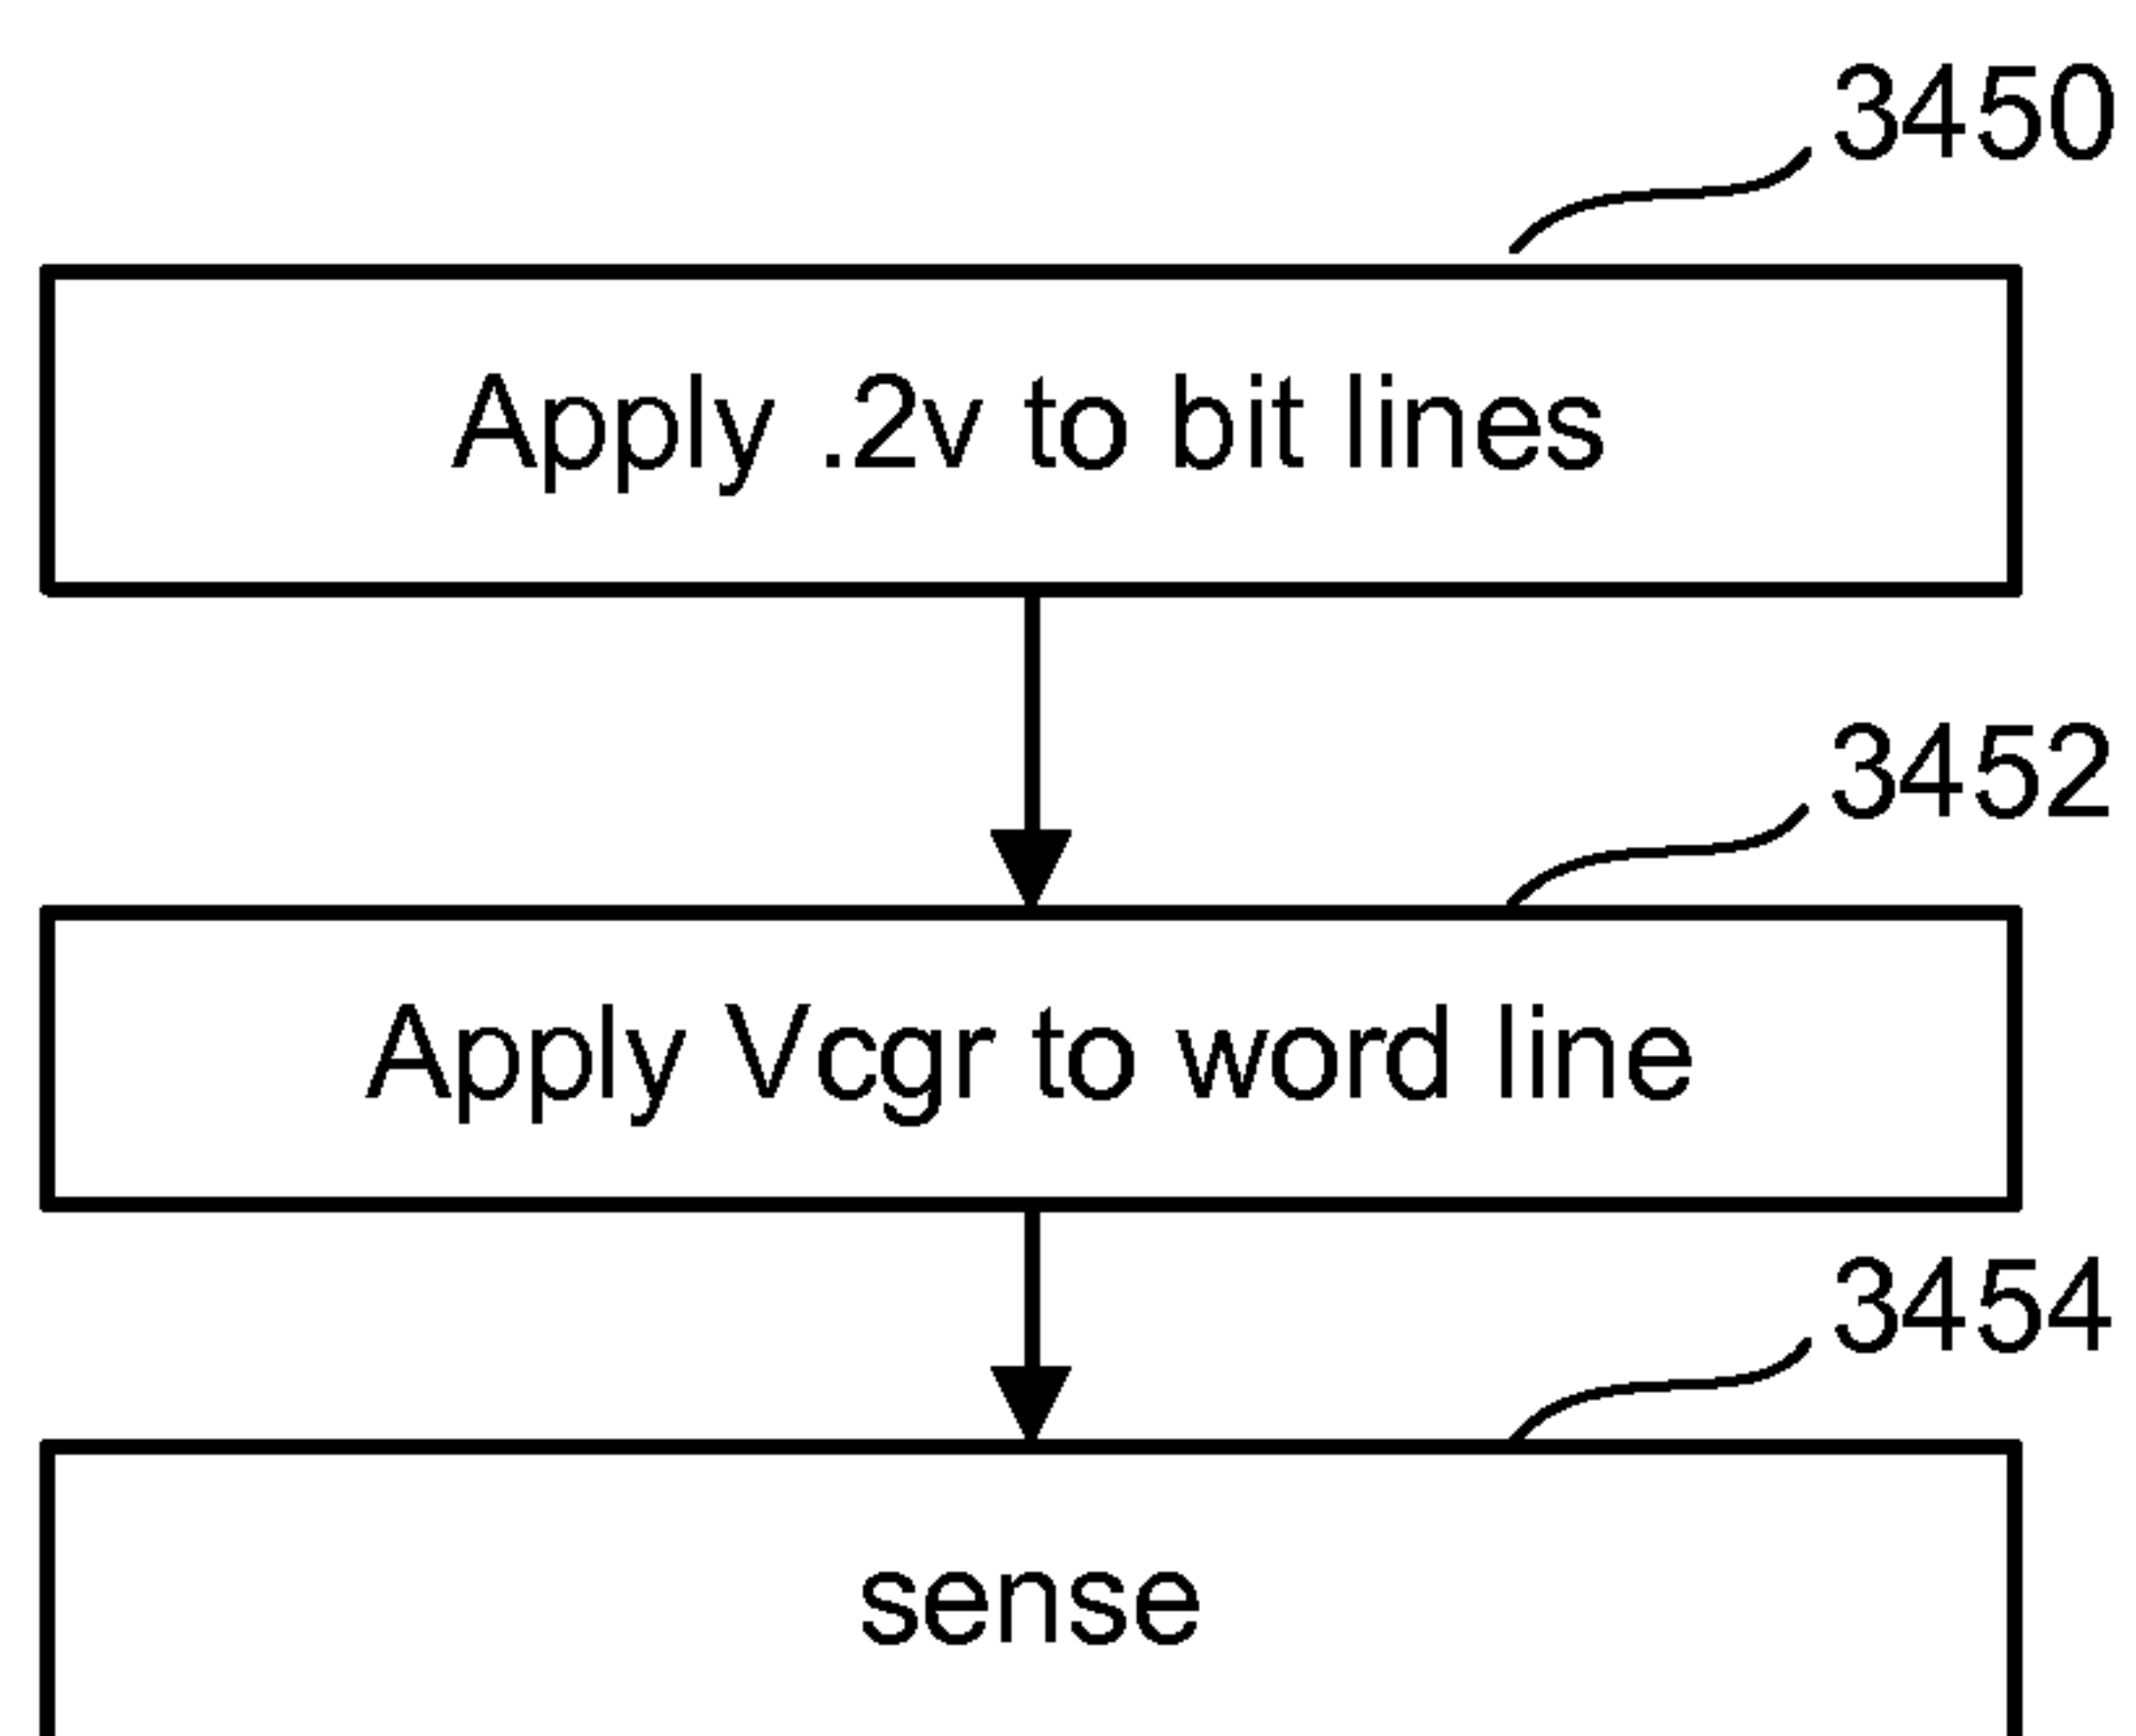 3450
Apply .2v to bit lines
3452
Apply Vcgr to word line
3454
sense